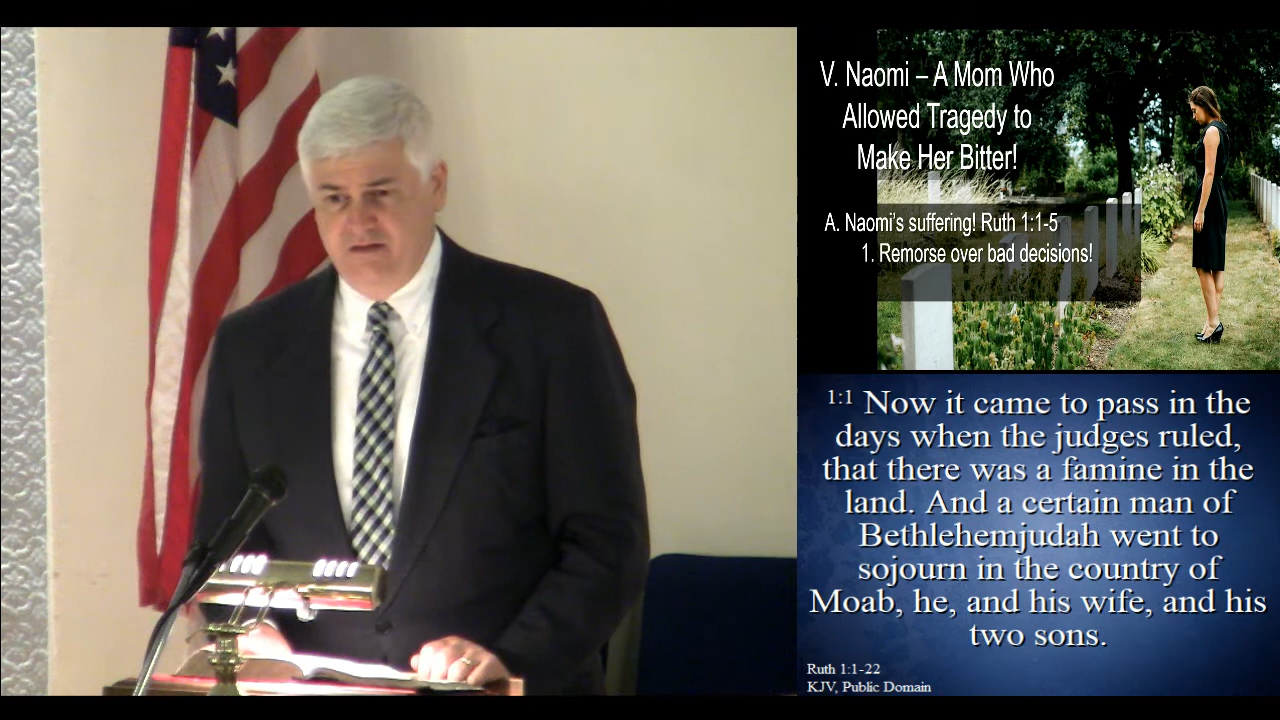 V. Naomi – A Mom Who
Allowed Tragedy to
Make Her Bitter!
A. Naomi's suffering! Ruth 1:1-5
1. Remorse over bad decisions!
1:1 Now it came to pass in the
days when the judges ruled,
that there was a famine in the
land. And a certain man of
Bethlehemjudah went to
sojourn in the country of
Moab, he, and his wife, and his
two sons.
Ruth 1:1-22
KJV, Public Domain